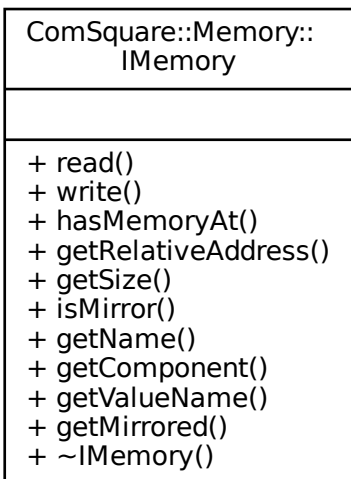 ComSquare::Memory::
IMemory
+ read()
+ write()
+ hasMemoryAt()
+ getRelativeAddress()
+ getSize()
+ isMirror()
+ getName()
+ getComponent()
+ getValueName()
+ getMirrored()
+ ~IMemory()